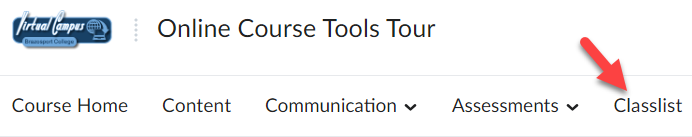 Virtual Campus
Brazosport College
Online Course Tools Tour
Course Home Content Communication Assessments Classlist